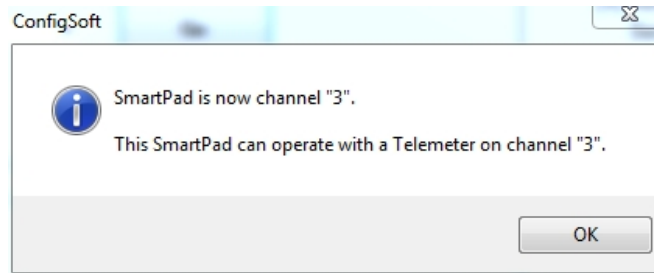 ConfigSoft
SmartPad is now channel "3".
This SmartPad can operate with a Telemeter on channel "3".
OK